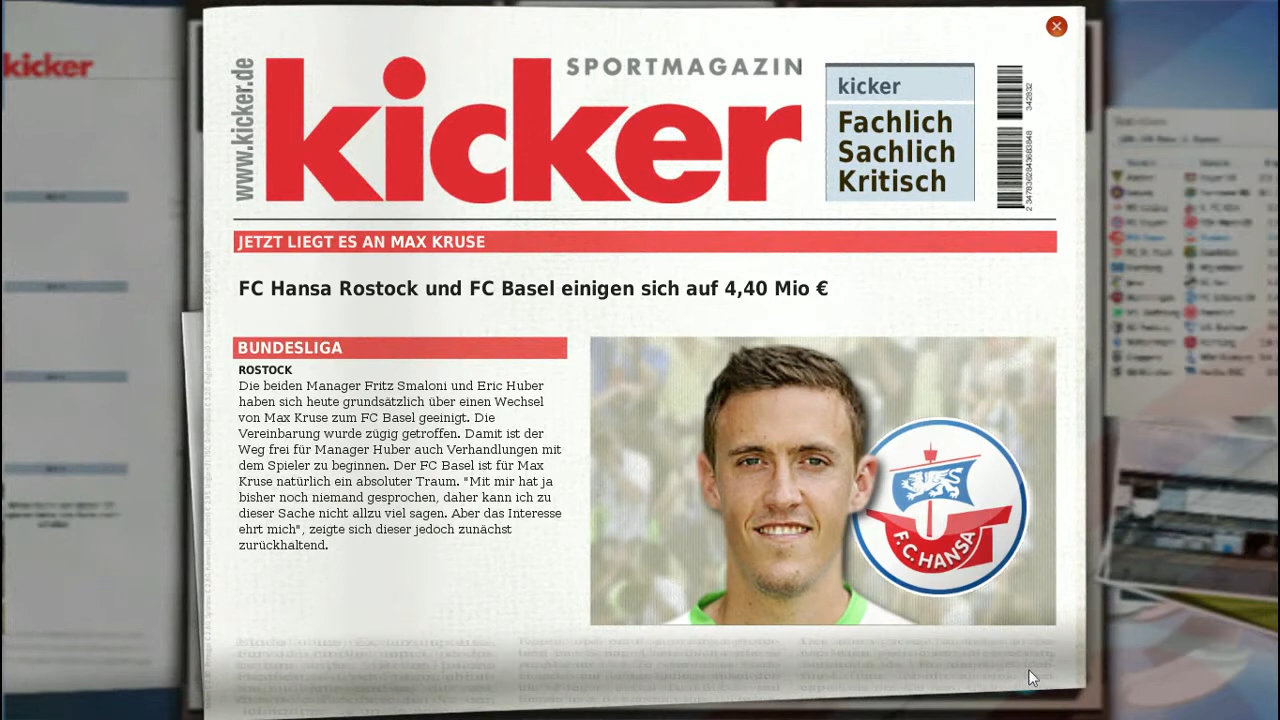 kicker
www.kicker.de
kicker
SPORTMAGAZIN
kicker
Fachlich
Sachlich
Kritisch
342832
JETZT LIEGT ES AN MAX KRUSE
FC Hansa Rostock und FC Basel einigen sich auf 4,40 Mio €
BUNDESLIGA
ROSTOCK
Die beiden Manager Fritz Smaloni und Eric Huber
haben sich heute grundsätzlich über einen Wechsel
von Max Kruse zum FC Basel geeinigt. Die
Vereinbarung wurde zügig getroffen. Damit ist der
Weg frei für Manager Huber auch Verhandlungen mit
dem Spieler zu beginnen. Der FC Basel ist für Max
Kruse natürlich ein absoluter Traum. "Mit mir hat ja
bisher noch niemand gesprochen, daher kann ich zu
dieser Sache nicht allzu viel sagen. Aber das Interesse
ehrt mich", zeigte sich dieser jedoch zunächst
zurückhaltend.
F.C. HANSA